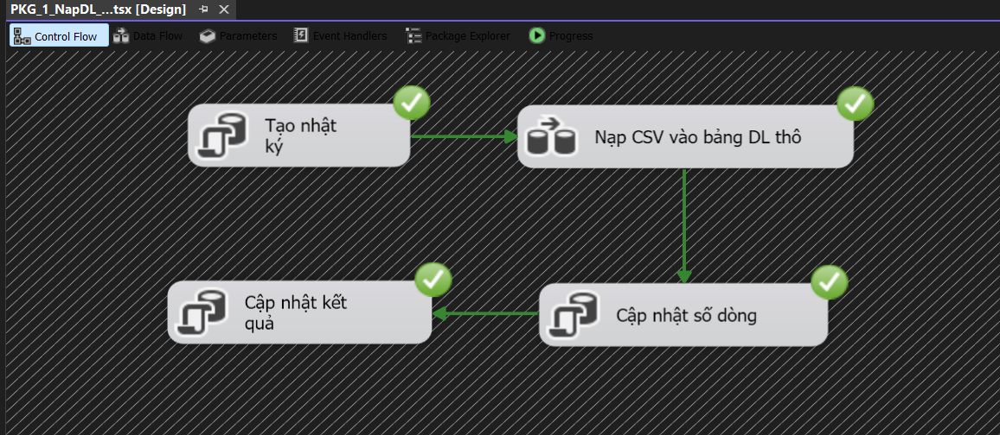 PKG_1_NapDL_...tsx [Design]
Control Flow
Data Flow
Parameters
Event Handlers
Package Explorer
Progress
Tạo nhật
ký
Nạp CSV vào bảng DL thô
Cập nhật kết
quả
Cập nhật số dòng